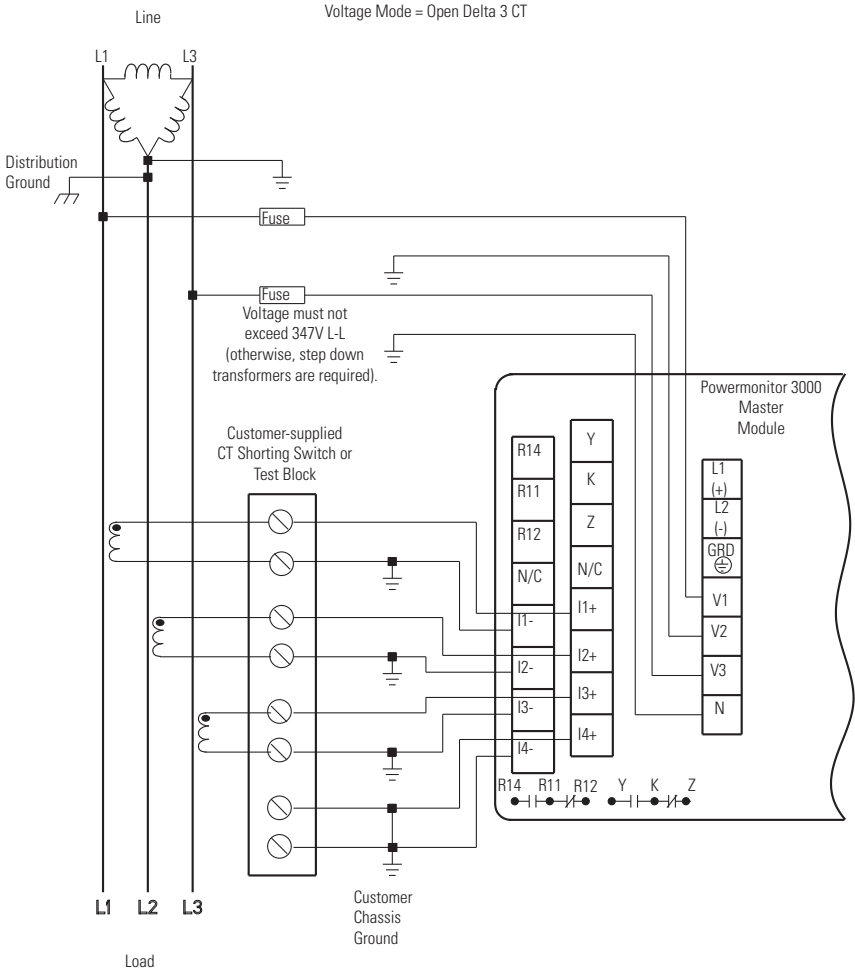 Voltage Mode = Open Delta 3 CT
Line
L1
L3
Distribution
Ground
Fuse
Fuse
Voltage must not
exceed 347V L-L
(otherwise, step down
transformers are required).
Powermonitor 3000
Master
Module
Customer-supplied
CT Shorting Switch or
Test Block
R14
R11
R12
N/C
I1-
I2-
I3-
I4-
Y
K
Z
N/C
I1+
I2+
I3+
I4+
L1
(+)
L2
(-)
GRD
V1
V2
V3
N
R14 R11 R12 Y K Z
Customer
Chassis
Ground
L1 L2 L3
Load